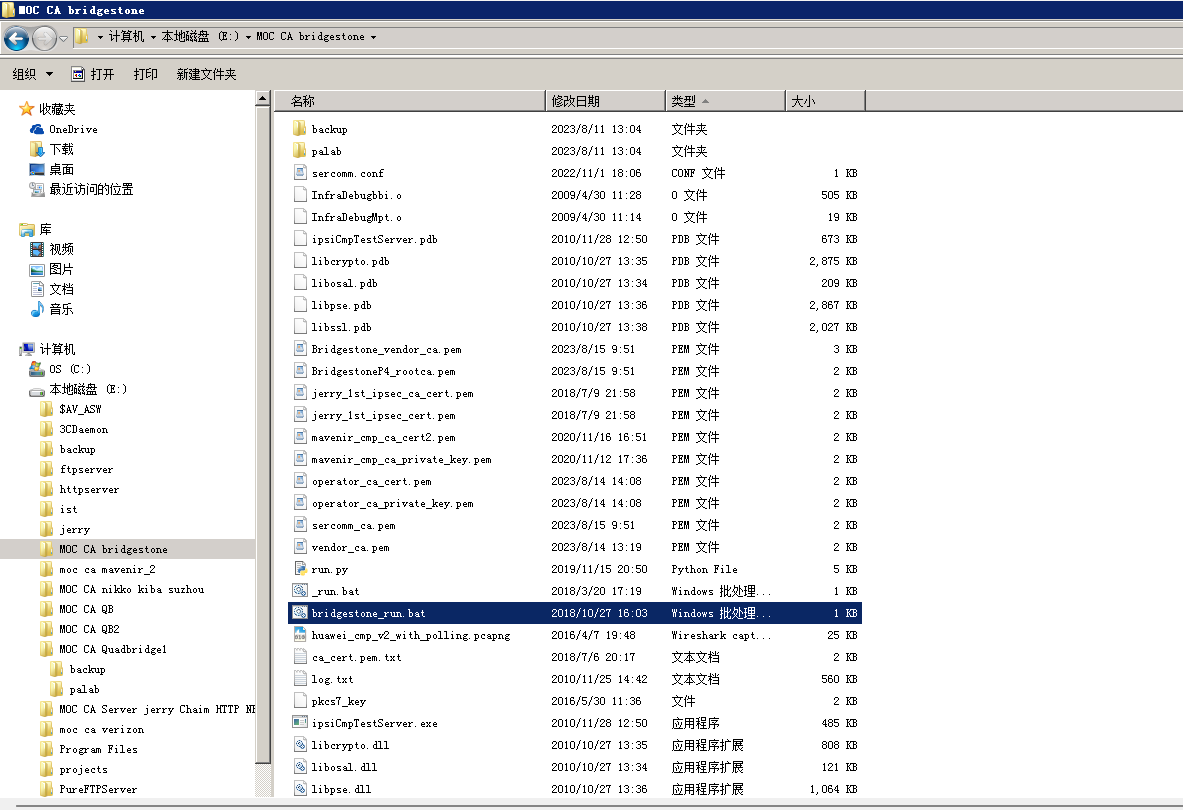 MOC CA bridgestone
计算机 本地磁盘 (E:) MOC CA bridgestone
组织 打开 打印 新建文件夹
收藏夹
OneDrive
下载
桌面
最近访问的位置
库
视频
图片
文档
音乐
计算机
OS (C:)
本地磁盘 (E:)
$AV_ASW
3CDaemon
backup
ftpserver
httpserver
ist
jerry
MOC CA bridgestone
moc ca mavenir_2
MOC CA nikko kiba suzhou
MOC CA QB
MOC CA QB2
MOC CA Quadbridge1
backup
palab
MOC CA Server jerry Chaim HTTP
moc ca verizon
Program Files
projects
PureFTPServer
名称 修改日期 类型 大小
backup 2023/8/11 13:04 文件夹
palab 2023/8/11 13:04 文件夹
sercomm.conf 2022/11/1 18:06 CONF 文件 1 KB
InfraDebugbbi.o 2009/4/30 11:28 O 文件 505 KB
InfraDebugMpt.o 2009/4/30 11:14 O 文件 19 KB
ipsiCmpTestServer.pdb 2010/11/28 12:50 PDB 文件 673 KB
libcrypto.pdb 2010/10/27 13:35 PDB 文件 2,875 KB
libosal.pdb 2010/10/27 13:34 PDB 文件 209 KB
libpse.pdb 2010/10/27 13:36 PDB 文件 2,867 KB
libssl.pdb 2010/10/27 13:38 PDB 文件 2,027 KB
Bridgestone_vendor_ca.pem 2023/8/15 9:51 PEM 文件 3 KB
BridgestoneP4_rootca.pem 2023/8/15 9:51 PEM 文件 2 KB
jerry_1st_ipsec_ca_cert.pem 2018/7/9 21:58 PEM 文件 2 KB
jerry_1st_ipsec_cert.pem 2018/7/9 21:58 PEM 文件 2 KB
mavenir_cmp_ca_cert2.pem 2020/11/16 16:51 PEM 文件 2 KB
mavenir_cmp_ca_private_key.pem 2020/11/12 17:36 PEM 文件 2 KB
operator_ca_cert.pem 2023/8/14 14:08 PEM 文件 2 KB
operator_ca_private_key.pem 2023/8/14 14:08 PEM 文件 2 KB
sercomm_ca.pem 2023/8/15 9:51 PEM 文件 2 KB
vendor_ca.pem 2023/8/14 13:19 PEM 文件 2 KB
run.py 2019/11/15 20:50 Python File 5 KB
_run.bat 2018/3/20 17:19 Windows 批处理... 1 KB
bridgestone_run.bat 2018/10/27 16:03 Windows 批处理... 1 KB
huawei_cmp_v2_with_polling.pcapng 2016/4/7 19:48 Wireshark capt... 25 KB
ca_cert.pem.txt 2018/7/6 20:17 文本文档 2 KB
log.txt 2010/11/25 14:42 文本文档 560 KB
pkcs7_key 2016/5/30 11:36 文件 2 KB
ipsiCmpTestServer.exe 2010/11/28 12:50 应用程序 485 KB
libcrypto.dll 2010/10/27 13:35 应用程序扩展 808 KB
libosal.dll 2010/10/27 13:34 应用程序扩展 121 KB
libpse.dll 2010/10/27 13:36 应用程序扩展 1,064 KB